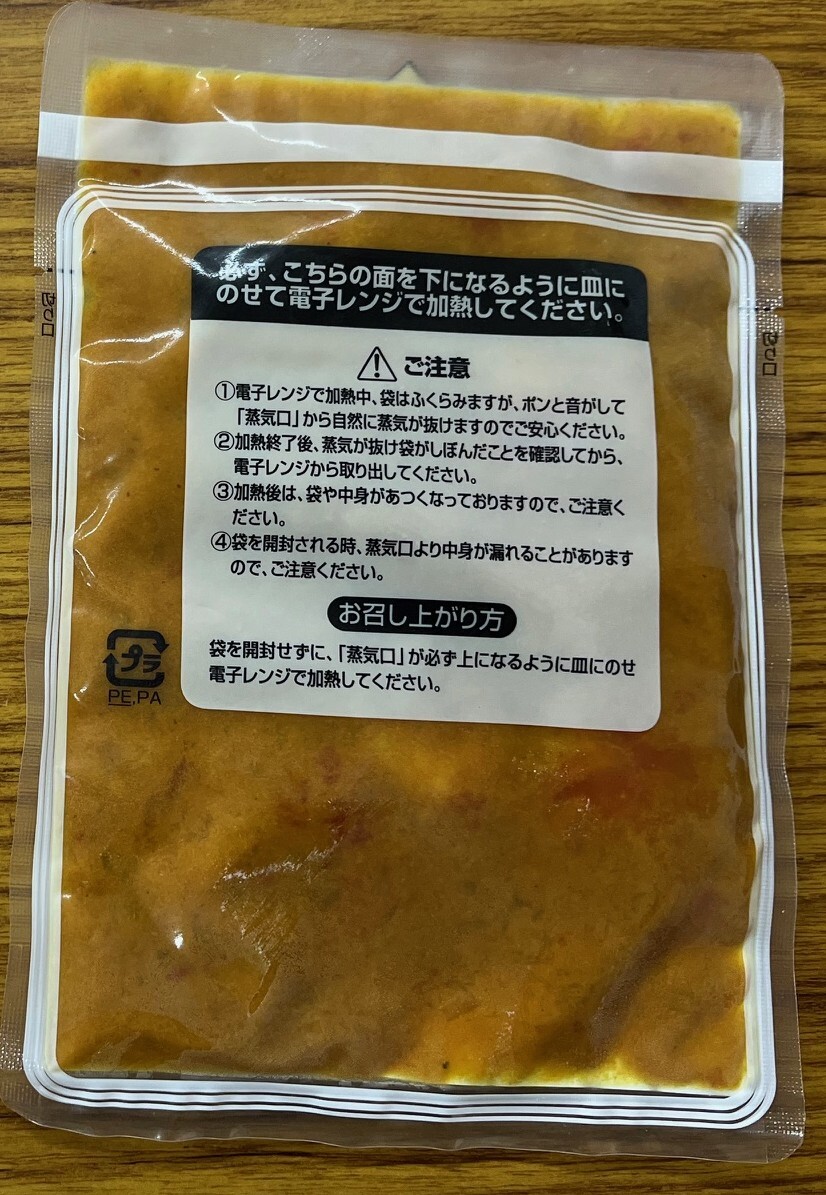 必ず、こちらの面を下になるように皿に
のせて電子レンジで加熱してください。
ご注意
①電子レンジで加熱中、袋はふくらみますが、ポンと音がして
「蒸気口」から自然に蒸気が抜けますのでご安心ください。
②加熱終了後、蒸気が抜け袋がしぼんだことを確認してから、
電子レンジから取り出してください。
③加熱後は、袋や中身があつくなっておりますので、ご注意く
ださい。
④袋を開封される時、蒸気口より中身が漏れることがあります
ので、ご注意ください。
お召し上がり方
袋を開封せずに、「蒸気口」が必ず上になるように皿にのせ
電子レンジで加熱してください。
プラ
PE,PA